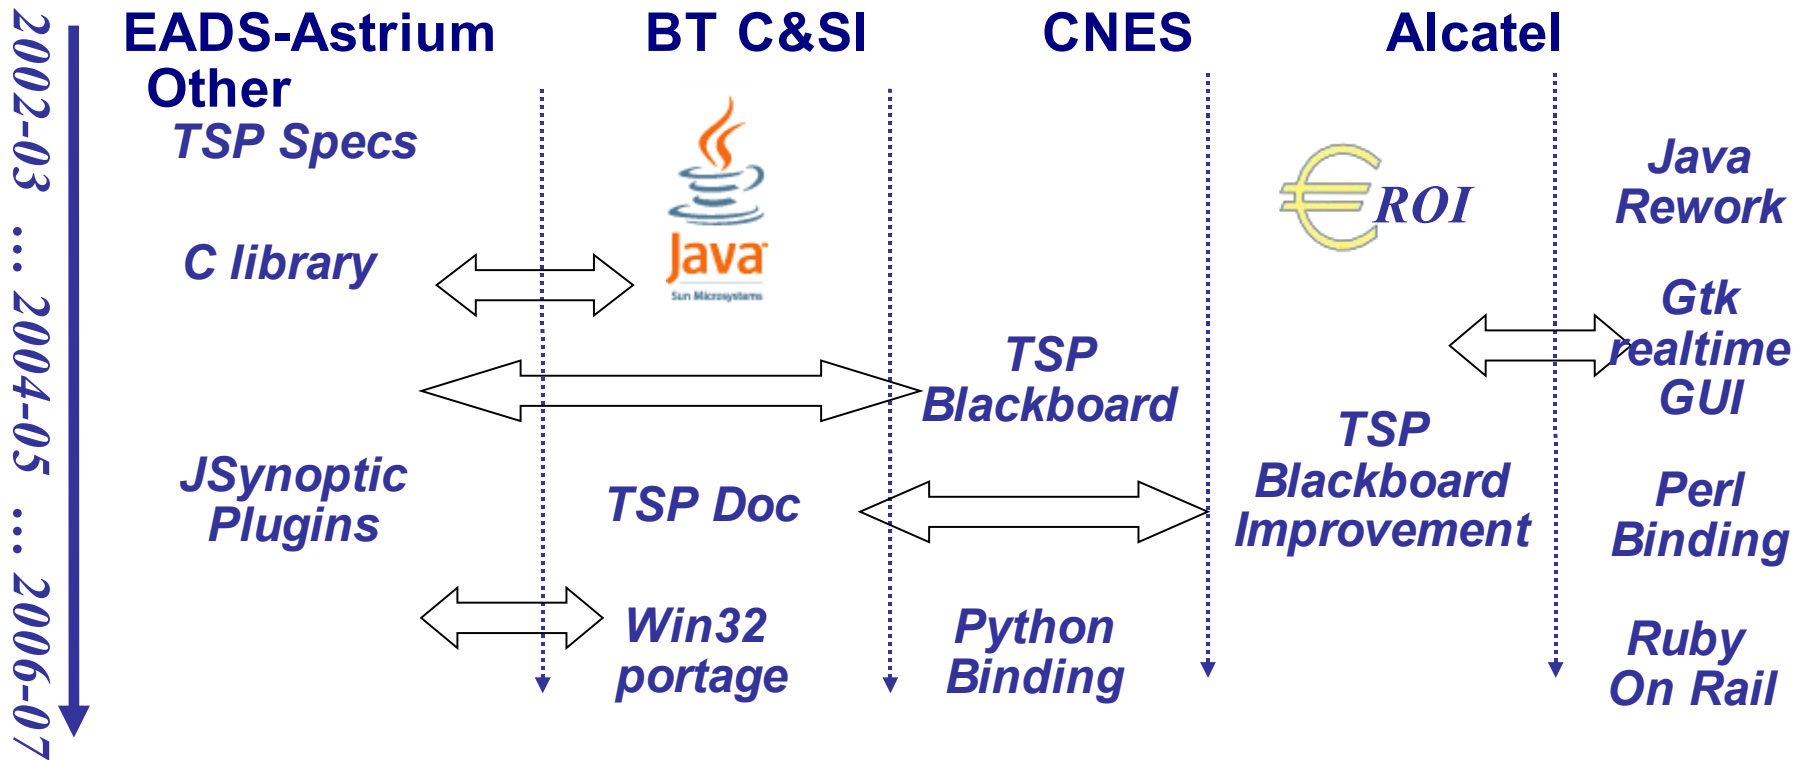 2002-03 ... 2004-05 ... 2006-07
EADS-Astrium BT C&SI CNES Alcatel
Other
TSP Specs
C library
JSynoptic
Plugins
Java
Sun Microsystems
TSP Doc
Win32
portage
TSP
Blackboard
Python
Binding
ROI
TSP
Blackboard
Improvement
Java
Rework
Gtk
realtime
GUI
Perl
Binding
Ruby
On Rail